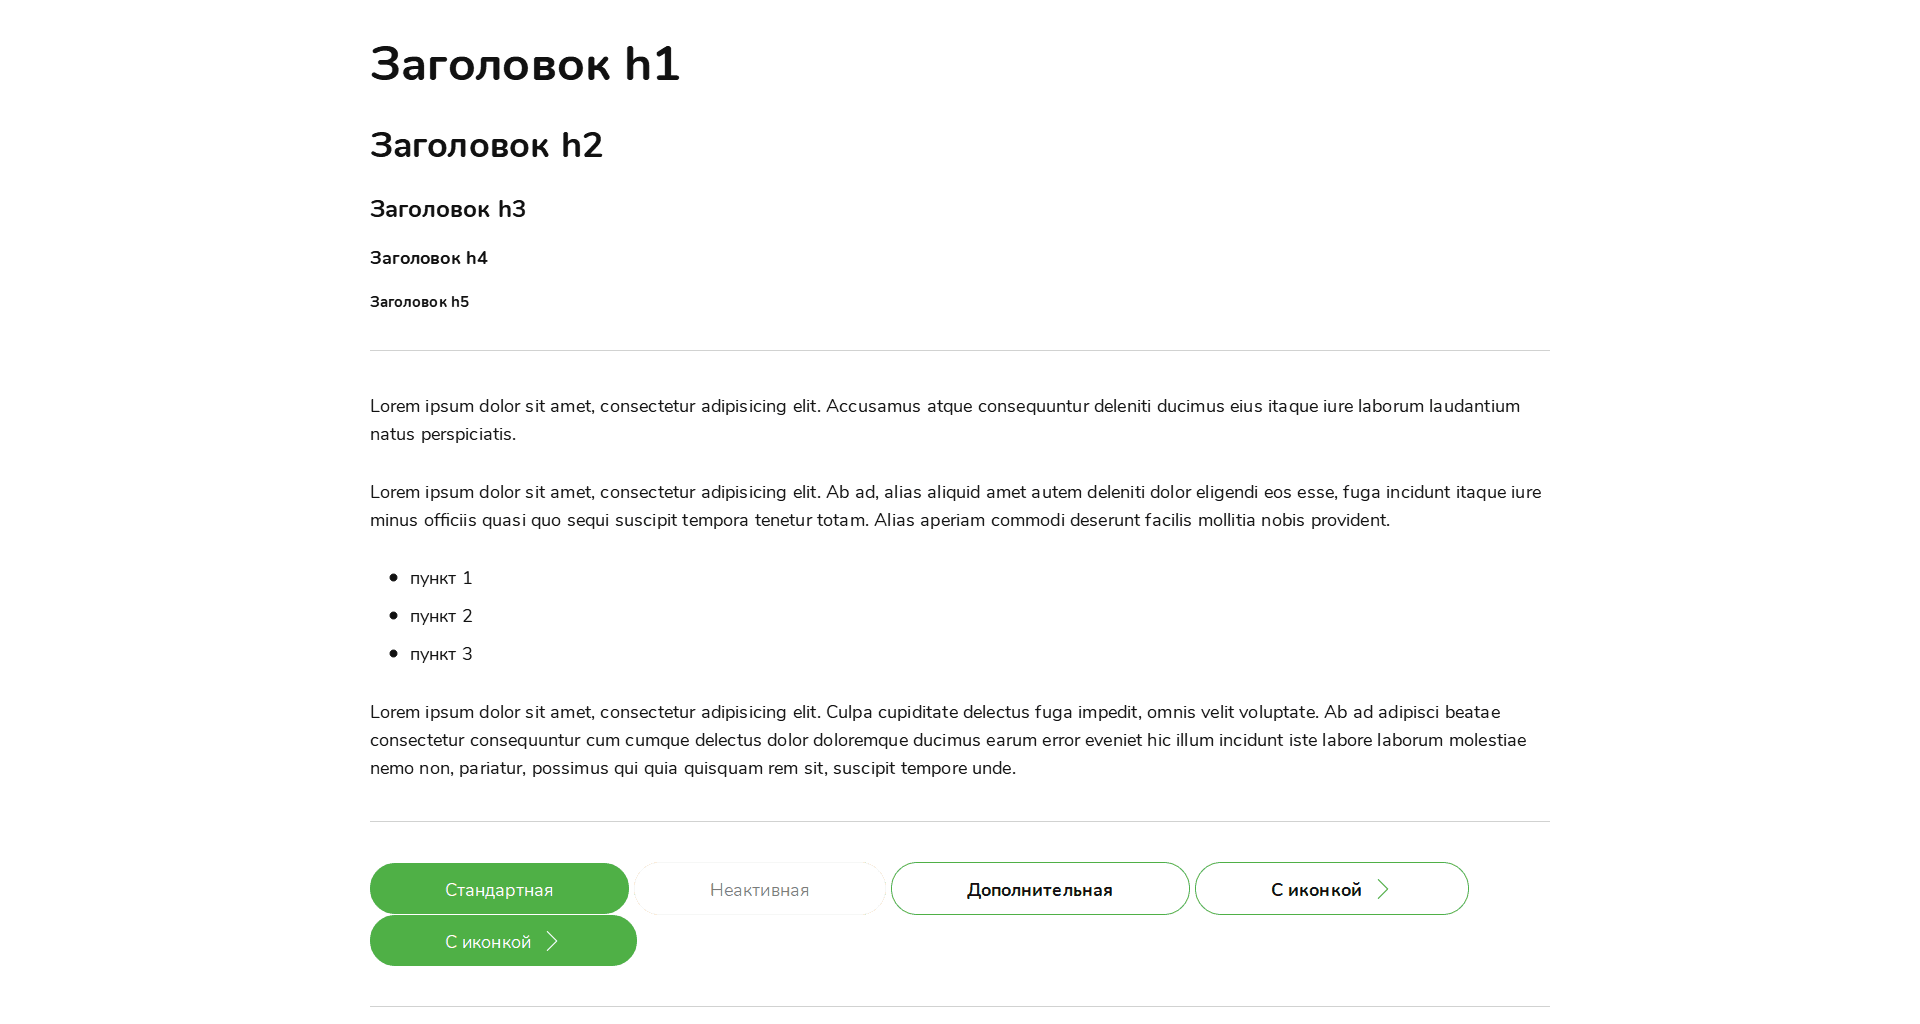 Заголовок h1
Заголовок h2
Заголовок h3
Заголовок h4
Заголовок h5
Lorem ipsum dolor sit amet, consectetur adipisicing elit. Accusamus atque consequuntur deleniti ducimus eius itaque iure laborum laudantium
natus perspiciatis.
Lorem ipsum dolor sit amet, consectetur adipisicing elit. Ab ad, alias aliquid amet autem deleniti dolor eligendi eos esse, fuga incidunt itaque iure
minus officiis quasi quo sequi suscipit tempora tenetur totam. Alias aperiam commodi deserunt facilis mollitia nobis provident.
• пункт 1
• пункт 2
• пункт 3
Lorem ipsum dolor sit amet, consectetur adipisicing elit. Culpa cupiditate delectus fuga impedit, omnis velit voluptate. Ab ad adipisci beatae
consectetur consequuntur cum cumque delectus dolor doloremque ducimus earum error eveniet hic illum incidunt iste labore laborum molestiae
nemo non, pariatur, possimus qui quia quisquam rem sit, suscipit tempore unde.
Стандартная Неактивная Дополнительная С иконкой
С иконкой